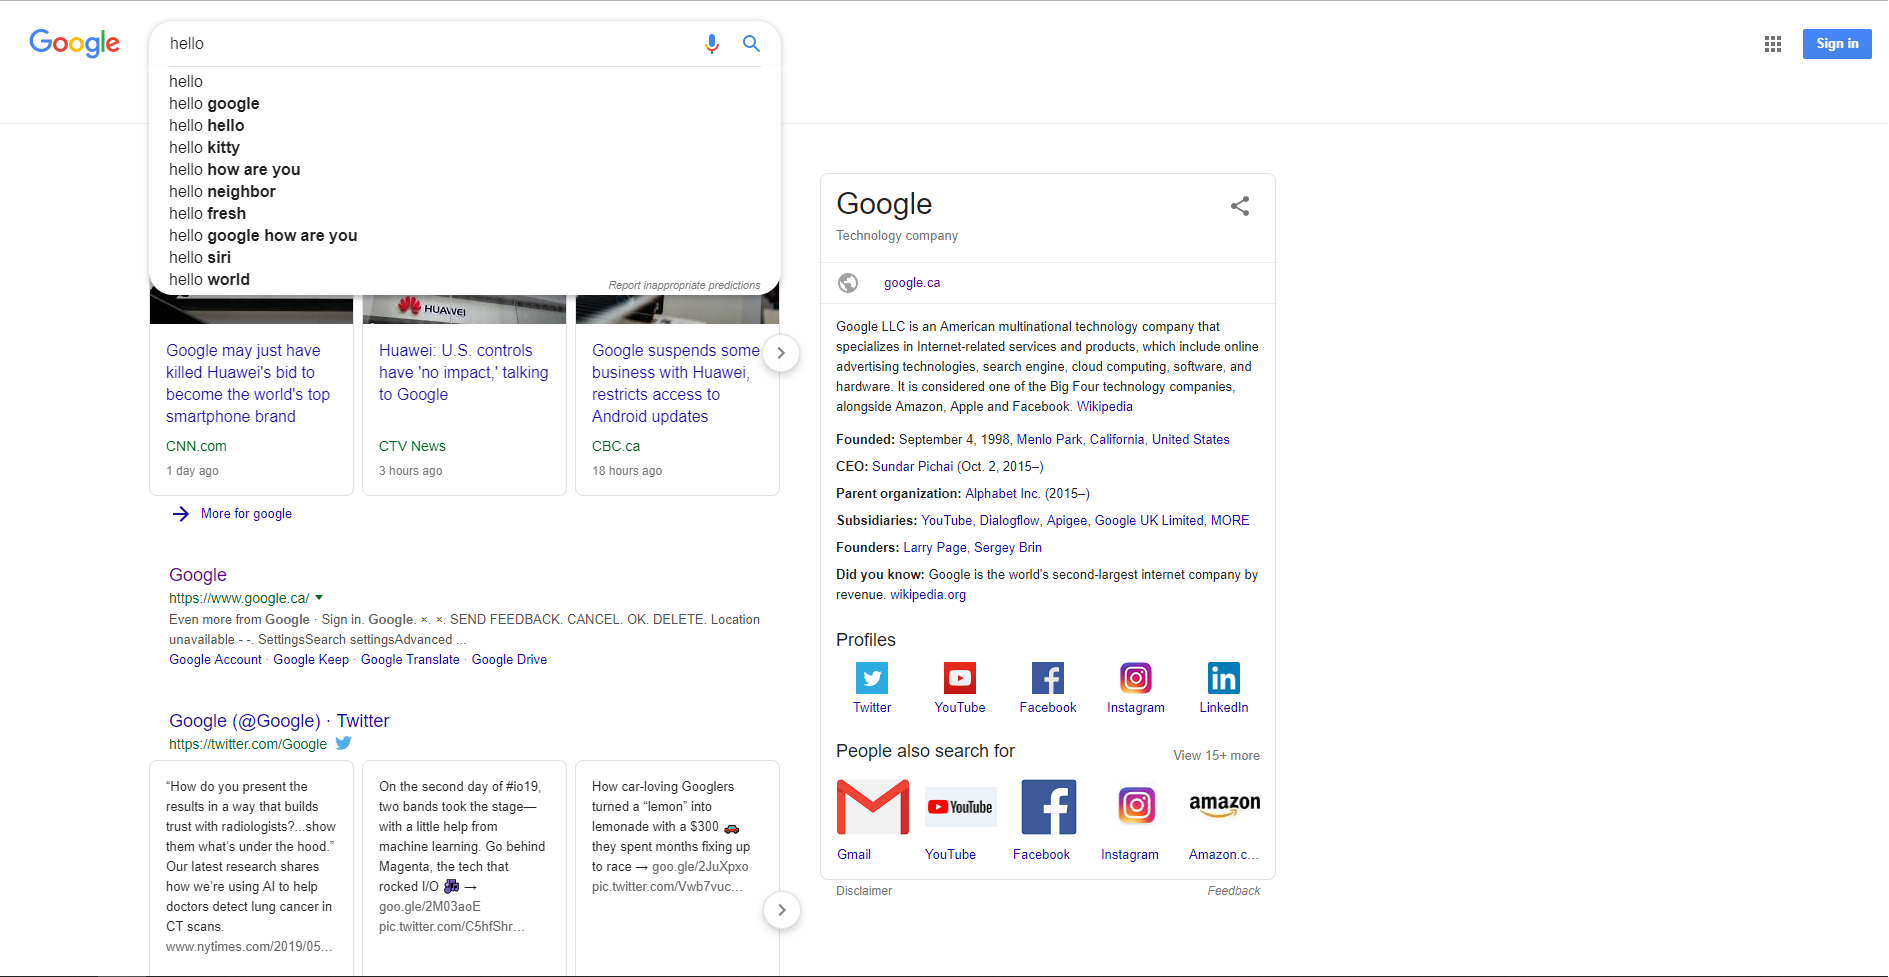 Google
hello
Sign in
hello
hello google
hello hello
hello kitty
hello how are you
hello neighbor
hello fresh
hello google how are you
hello siri
hello world
Report inappropriate predictions
HUAWEI
Google may just have
killed Huawei's bid to
become the world's top
smartphone brand
CNN.com
1 day ago
Huawei: U.S. controls
have 'no impact,' talking
to Google
CTV News
3 hours ago
Google suspends some
business with Huawei,
restricts access to
Android updates
CBC.ca
18 hours ago
More for google
Google
https://www.google.ca/
Even more from Google · Sign in. Google. ×. ×. SEND FEEDBACK. CANCEL. OK. DELETE. Location
unavailable - -. SettingsSearch settingsAdvanced ...
Google Account · Google Keep · Google Translate · Google Drive
Google (@Google) · Twitter
https://twitter.com/Google
“How do you present the
results in a way that builds
trust with radiologists?...show
them what’s under the hood.”
Our latest research shares
how we’re using AI to help
doctors detect lung cancer in
CT scans.
www.nytimes.com/2019/05...
On the second day of #io19,
two bands took the stage—
with a little help from
machine learning. Go behind
Magenta, the tech that
rocked I/O 🎶 →
goo.gle/2M03aoE
pic.twitter.com/C5hfShr...
How car-loving Googlers
turned a “lemon” into
lemonade with a $300 🚗
they spent months fixing up
to race → goo.gle/2JuXpxo
pic.twitter.com/Vwb7vuc...
Google
Technology company
google.ca
Google LLC is an American multinational technology company that
specializes in Internet-related services and products, which include online
advertising technologies, search engine, cloud computing, software, and
hardware. It is considered one of the Big Four technology companies,
alongside Amazon, Apple and Facebook. Wikipedia
Founded: September 4, 1998, Menlo Park, California, United States
CEO: Sundar Pichai (Oct. 2, 2015–)
Parent organization: Alphabet Inc. (2015–)
Subsidiaries: YouTube, Dialogflow, Apigee, Google UK Limited, MORE
Founders: Larry Page, Sergey Brin
Did you know: Google is the world's second-largest internet company by
revenue. wikipedia.org
Profiles
Twitter YouTube Facebook Instagram LinkedIn
People also search for
View 15+ more
YouTube
amazon
Gmail YouTube Facebook Instagram Amazon.c...
Disclaimer
Feedback